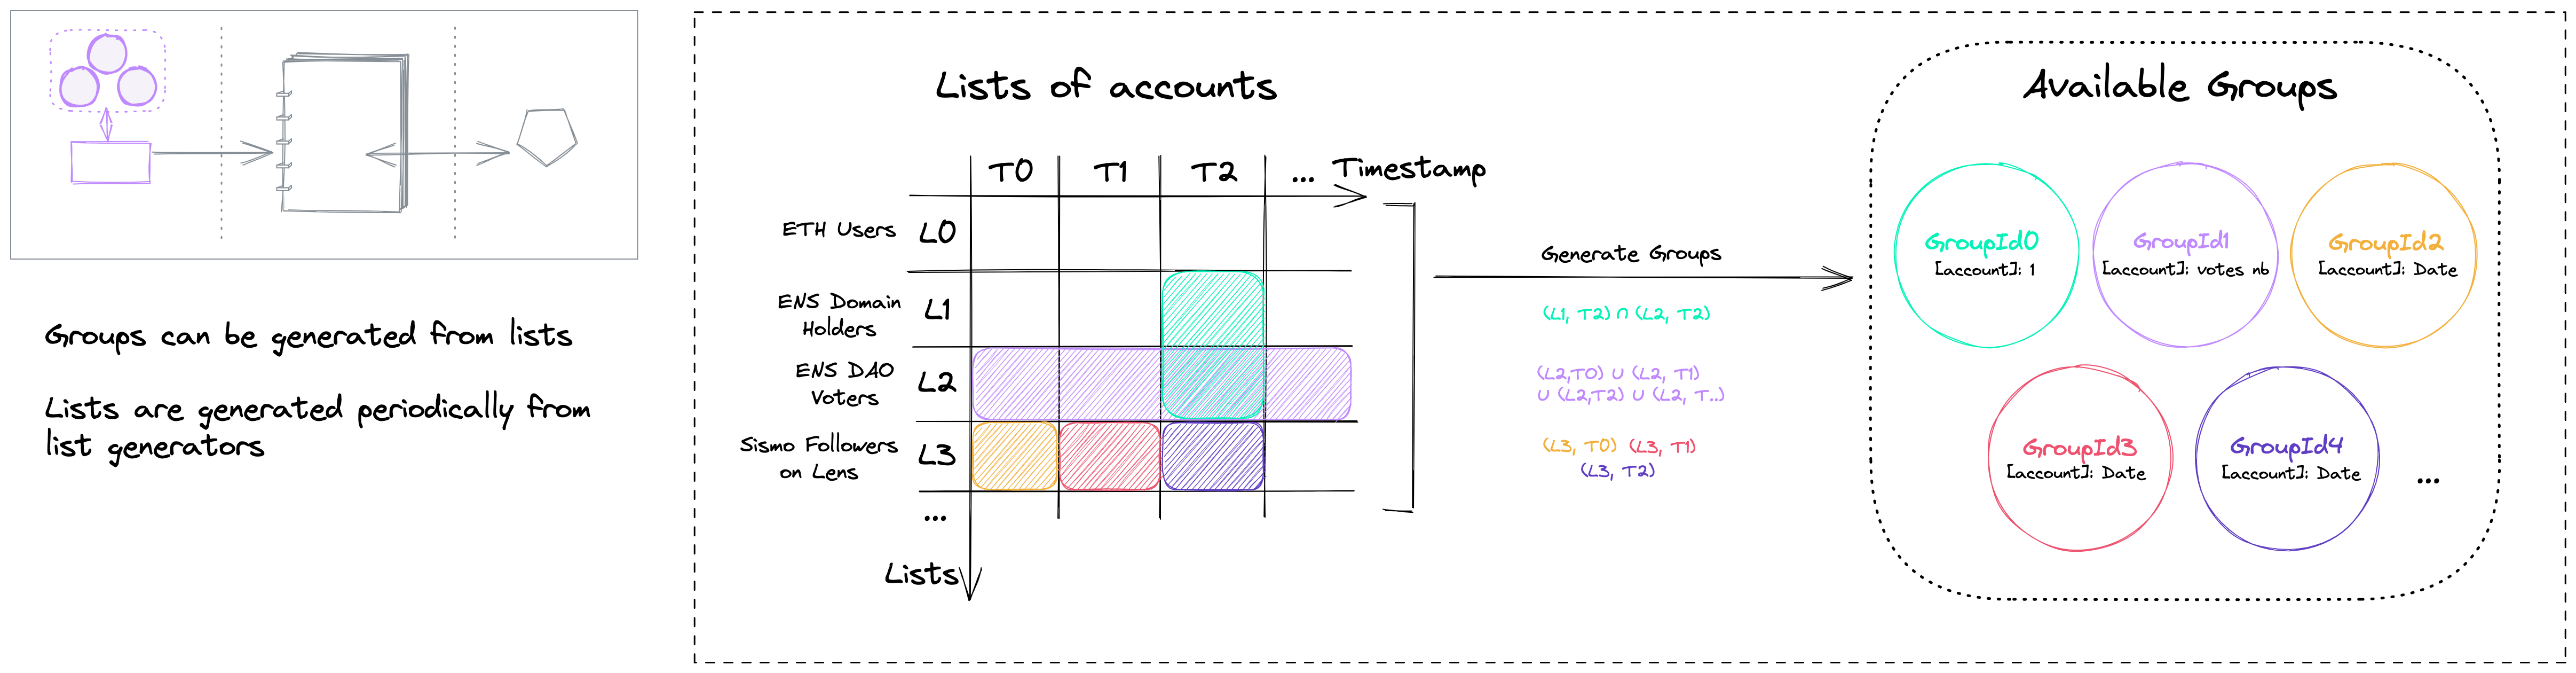 Groups can be generated from lists
Lists are generated periodically from
list generators
Lists of accounts
T0 T1 T2 ... Timestamp
ETH Users L0
ENS Domain
Holders
L1
ENS DAO
Voters
L2
Sismo Followers
on Lens
L3
...
Lists
Generate Groups
(L1, T2) ∩ (L2, T2)
(L2,T0) ∪ (L2, T1)
∪ (L2,T2) ∪ (L2, T..)
(L3, T0) (L3, T1)
(L3, T2)
Available Groups
GroupId0
[account]: 1
GroupId1
[account]: votes nb
GroupId2
[account]: Date
GroupId3
[account]: Date
GroupId4
[account]: Date
...